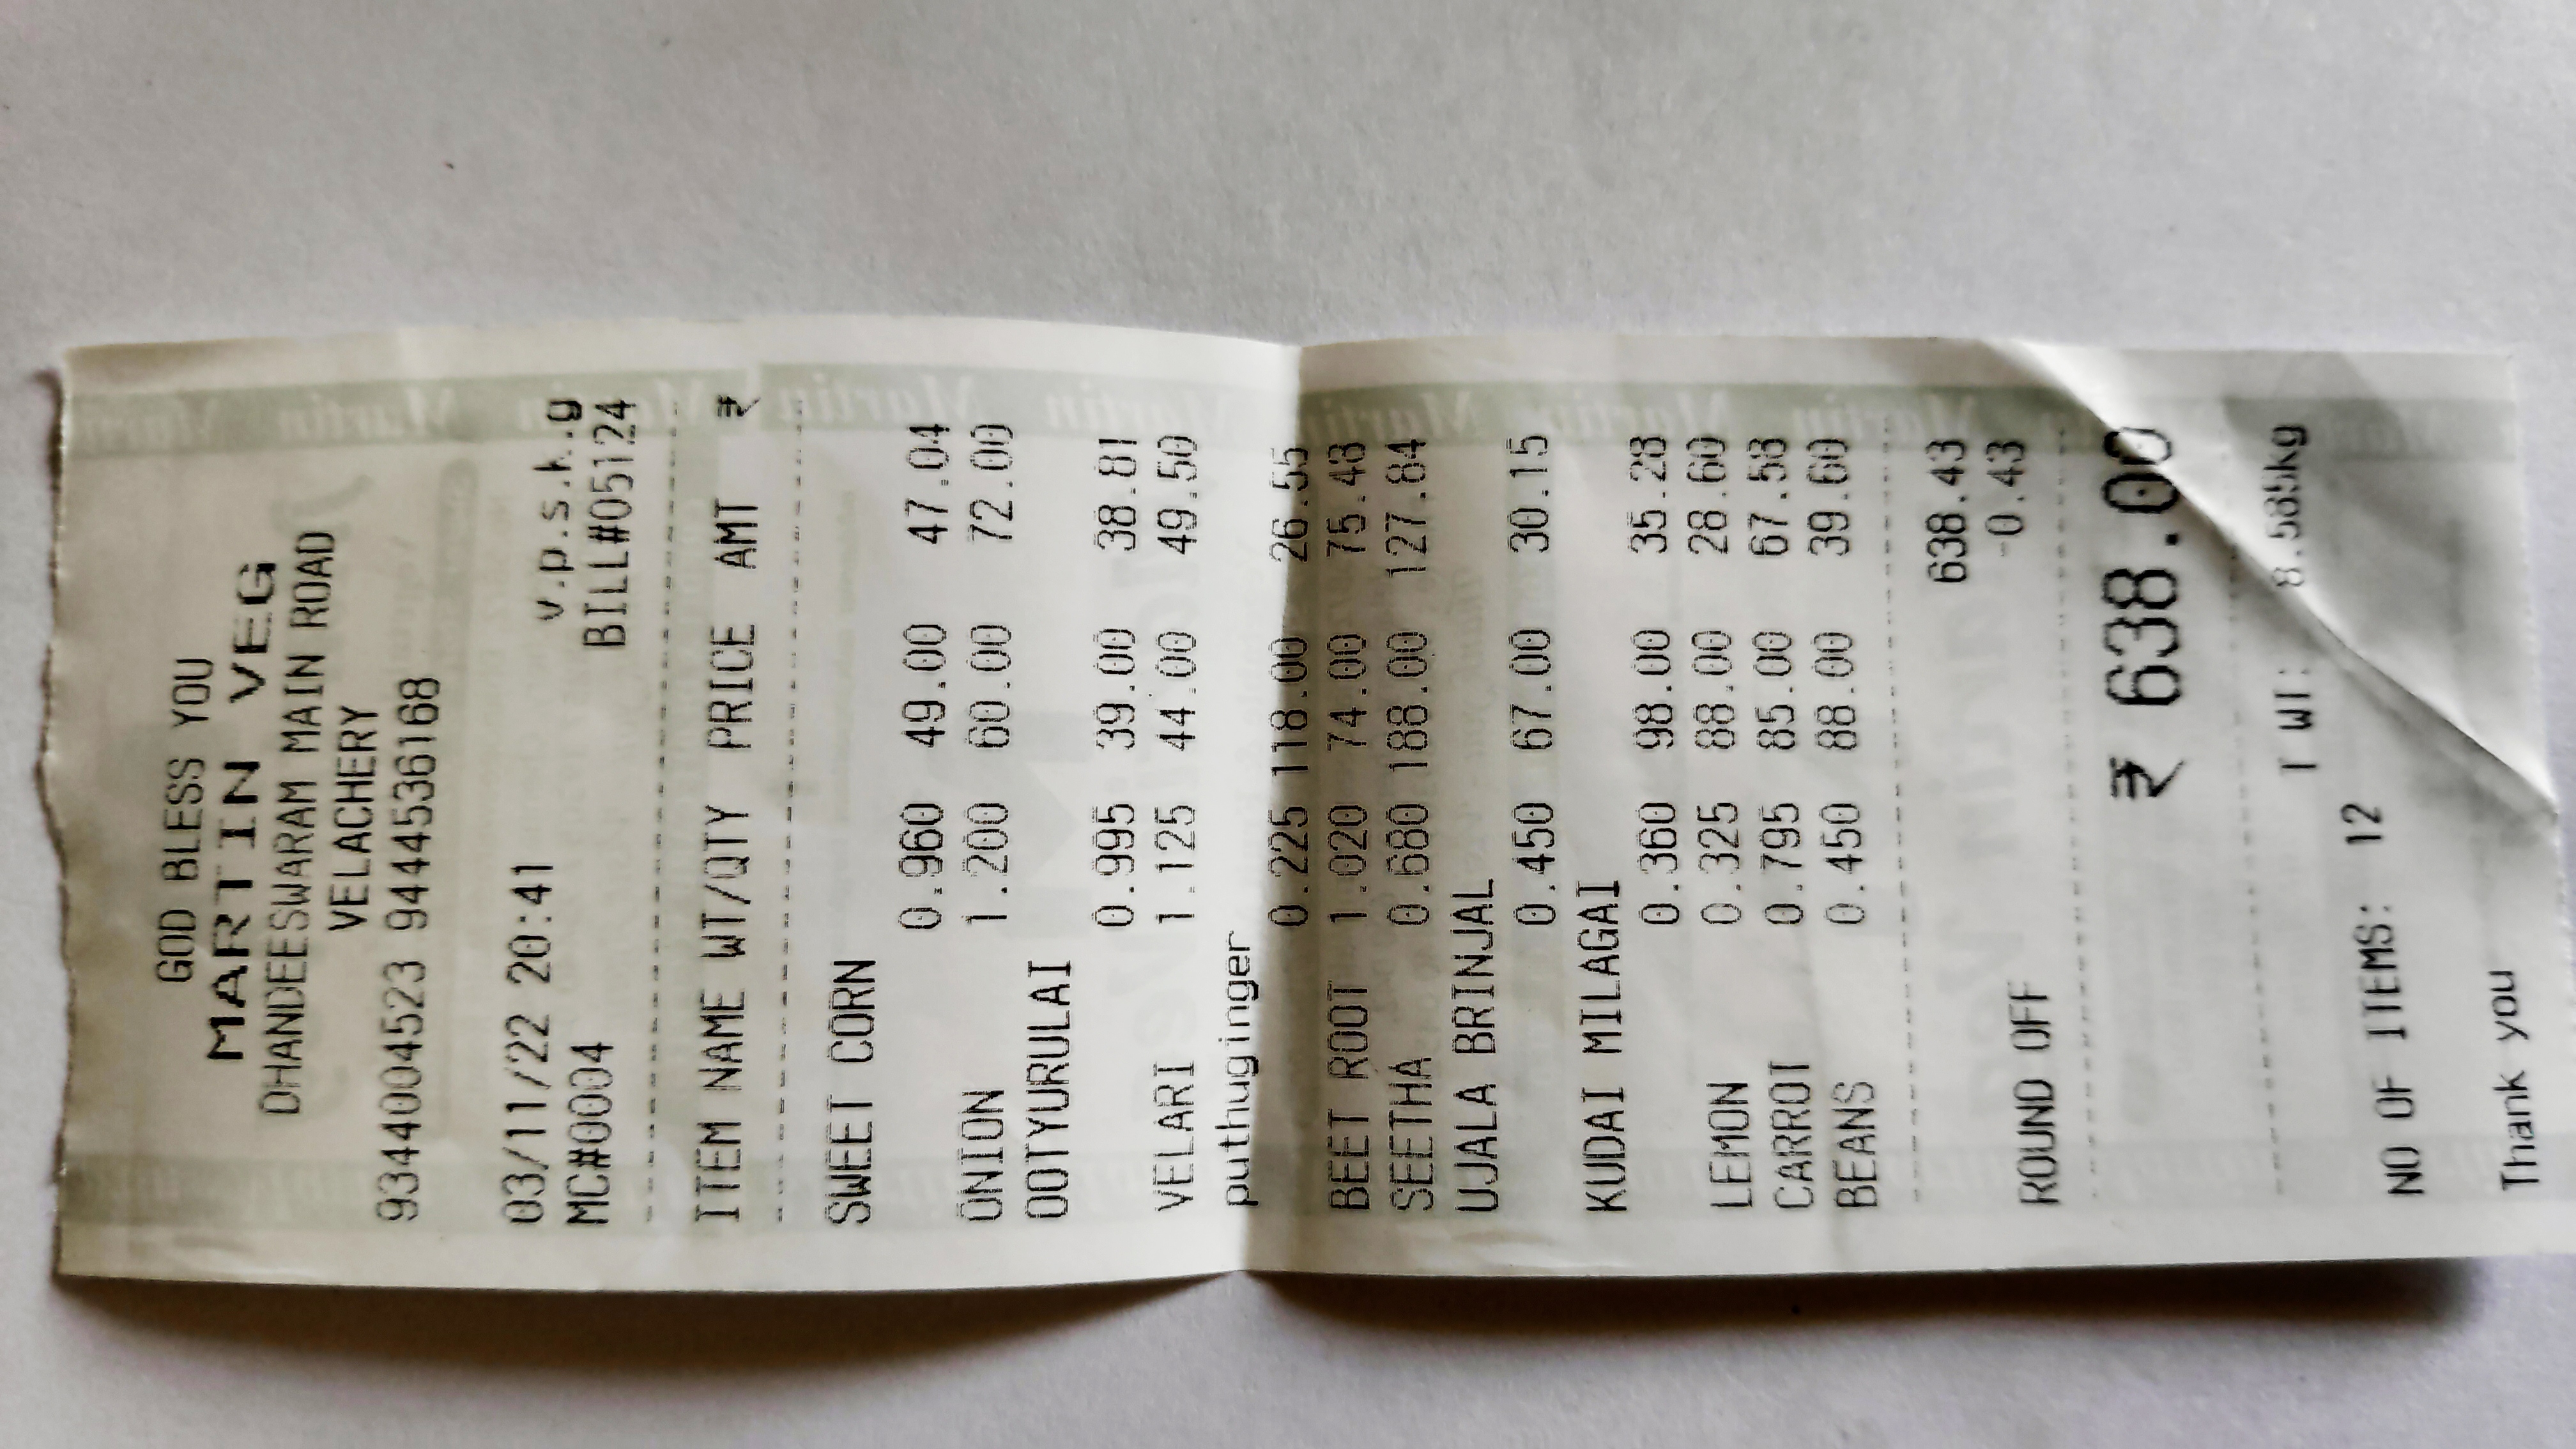 GOD BLESS YOU
MARTIN VEG
DHANDEESWARAM MAIN ROAD
VELACHERY
9344004523 9444536168
03/11/22 20:41 v.p.s.k.g
MC#0004 BILL#05124
ITEM NAME WT/QTY PRICE AMT ₹
SWEET CORN
0.960 49.00 47.04
ONION 1.200 60.00 72.00
OOTYURULAI
0.995 39.00 38.81
VELARI 1.125 44.00 49.50
puthuginger
0.225 118.00 26.55
BEET ROOT 1.020 74.00 75.48
SEETHA 0.680 188.00 127.84
UJALA BRINJAL
0.450 67.00 30.15
KUDAI MILAGAI
0.360 98.00 35.28
LEMON 0.325 88.00 28.60
CARROT 0.795 85.00 67.58
BEANS 0.450 88.00 39.60
638.43
ROUND OFF -0.43
₹ 638.00
T WT: 8.585kg
NO OF ITEMS: 12
Thank you